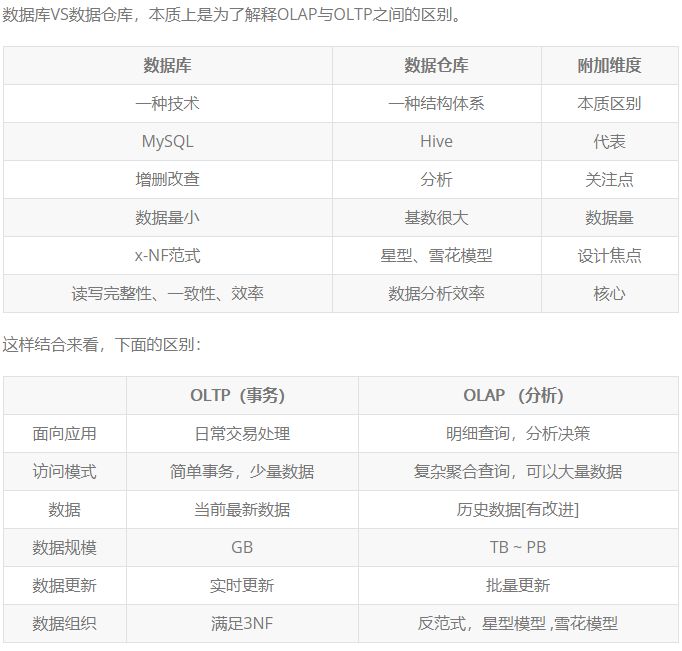 数据库VS数据仓库，本质上是为了解释OLAP与OLTP之间的区别。
数据库 数据仓库 附加维度
一种技术 一种结构体系 本质区别
MySQL Hive 代表
增删改查 分析 关注点
数据量小 基数很大 数据量
x-NF范式 星型、雪花模型 设计焦点
读写完整性、一致性、效率 数据分析效率 核心
这样结合来看，下面的区别：
OLTP（事务） OLAP （分析）
面向应用 日常交易处理 明细查询，分析决策
访问模式 简单事务，少量数据 复杂聚合查询，可以大量数据
数据 当前最新数据 历史数据[有改进]
数据规模 GB TB ~ PB
数据更新 实时更新 批量更新
数据组织 满足3NF 反范式，星型模型 ,雪花模型